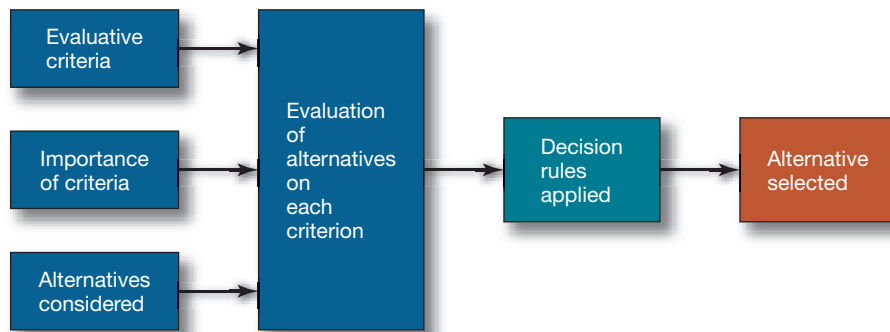 Evaluative
criteria
Importance
of criteria
Alternatives
considered
Evaluation
of
alternatives
on
each
criterion
Decision
rules
applied
Alternative
selected